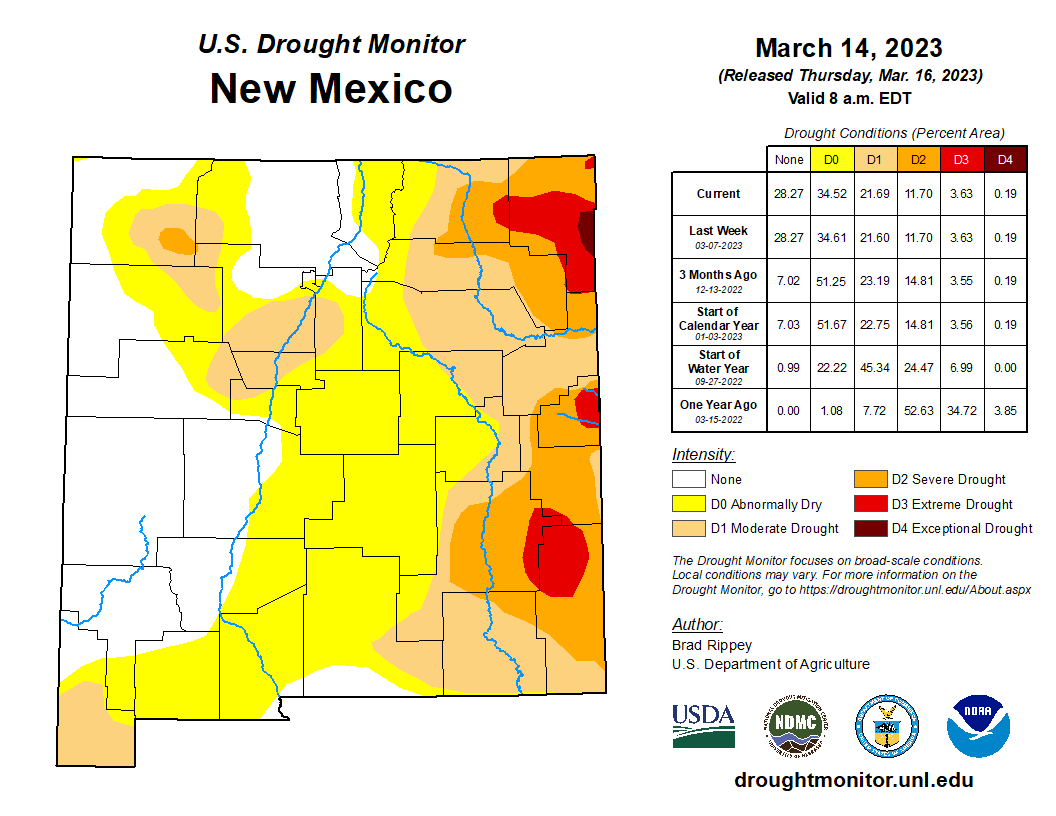 U.S. Drought Monitor
New Mexico
March 14, 2023
(Released Thursday, Mar. 16, 2023)
Valid 8 a.m. EDT
Drought Conditions (Percent Area)
None D0 D1 D2 D3 D4
Current 28.27 34.52 21.69 11.70 3.63 0.19
Last Week 28.27 34.61 21.60 11.70 3.63 0.19
03-07-2023
3 Months Ago 7.02 51.25 23.19 14.81 3.55 0.19
12-13-2022
Start of
Calendar Year 7.03 51.67 22.75 14.81 3.56 0.19
01-03-2023
Start of
Water Year 0.99 22.22 45.34 24.47 6.99 0.00
09-27-2022
One Year Ago 0.00 1.08 7.72 52.63 34.72 3.85
03-15-2022
Intensity:
None
D0 Abnormally Dry
D1 Moderate Drought
D2 Severe Drought
D3 Extreme Drought
D4 Exceptional Drought
The Drought Monitor focuses on broad-scale conditions.
Local conditions may vary. For more information on the
Drought Monitor, go to https://droughtmonitor.unl.edu/About.aspx
Author:
Brad Rippey
U.S. Department of Agriculture
USDA
NDMC
NOAA
droughtmonitor.unl.edu